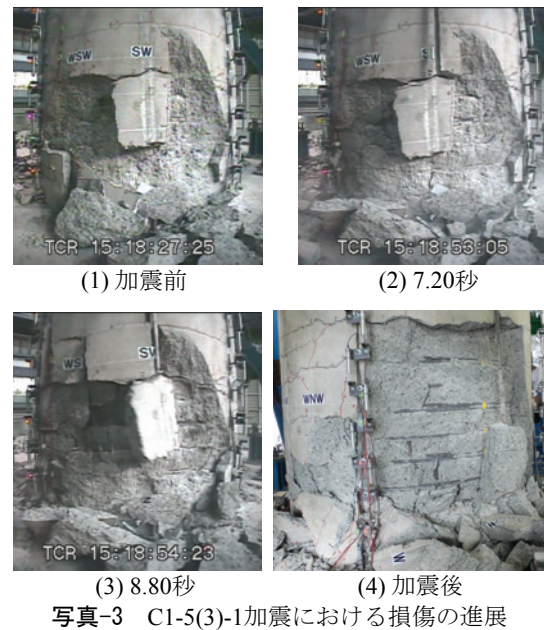 WSW SW
TCR 15:18:27:25
(1) 加震前
WSW
TCR 15:18:53:05
(2) 7.20秒
TCR 15:18:54:23
(3) 8.80秒
WNW
W
(4) 加震後
写真-3 C1-5(3)-1加震における損傷の進展